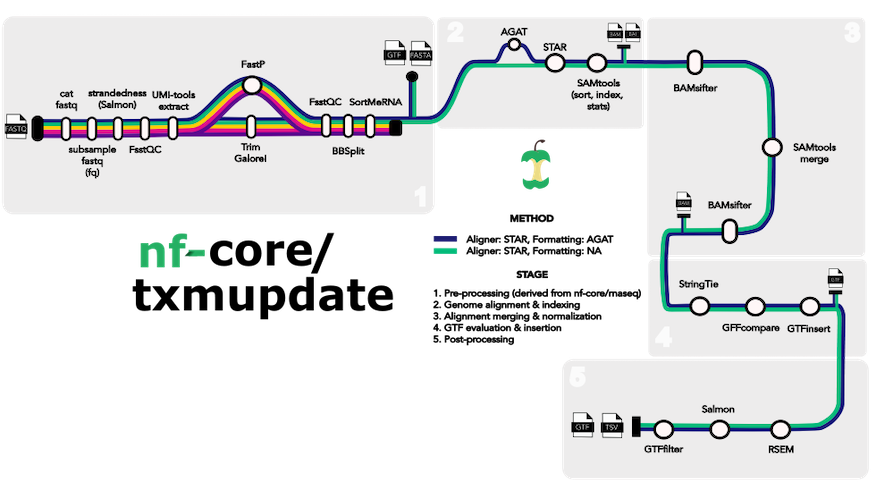 GTF
FASTA
2
AGAT
STAR
BAM
BAI
SAMtools
(sort, index,
stats)
3
BAMsifter
FastP
cat
fastq
strandedness
(Salmon)
UMI-tools
extract
FsstQC
SortMeRNA
FASTQ
subsample
fastq
(fq)
FsstQC
Trim
Galore!
BBSplit
1
SAMtools
merge
BAM
BAMsifter
METHOD
Aligner: STAR, Formatting: AGAT
Aligner: STAR, Formatting: NA
nf-core/
txmupdate
STAGE
1. Pre-processing (derived from nf-core/rnaseq)
2. Genome alignment & indexing
3. Alignment merging & normalization
4. GTF evaluation & insertion
5. Post-processing
StringTie
GTF
GFFcompare
GTFinsert
4
5
Salmon
GTF
TSV
GTFfilter
RSEM